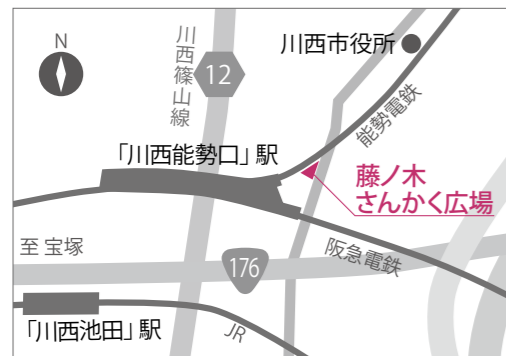 N
川西篠山線
12
川西市役所
能勢電鉄
「川西能勢口」駅
藤ノ木
さんかく広場
至 宝塚
176
阪急電鉄
「川西池田」駅
JR